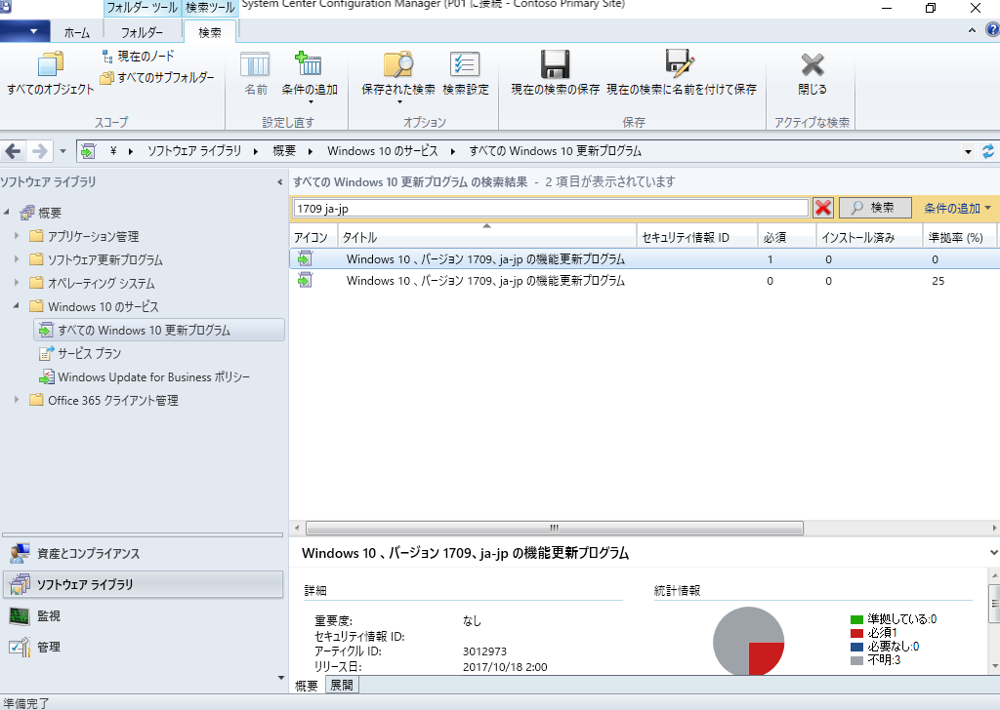 フォルダー ツール 検索ツール System Center Configuration Manager (P01 に接続 - Contoso Primary Site)
ホーム フォルダー 検索
すべてのオブジェクト
現在のノード
すべてのサブフォルダー
スコープ
名前
条件の追加
設定し直す
保存された検索
検索設定
オプション
現在の検索の保存
現在の検索に名前を付けて保存
保存
閉じる
アクティブな検索
¥ ソフトウェア ライブラリ 概要 Windows 10 のサービス すべての Windows 10 更新プログラム
ソフトウェア ライブラリ
概要
アプリケーション管理
ソフトウェア更新プログラム
オペレーティング システム
Windows 10 のサービス
すべての Windows 10 更新プログラム
サービス プラン
Windows Update for Business ポリシー
Office 365 クライアント管理
資産とコンプライアンス
ソフトウェア ライブラリ
監視
管理
すべての Windows 10 更新プログラム の検索結果 - 2 項目が表示されています
1709 ja-jp
検索
条件の追加
アイコン タイトル セキュリティ情報 ID 必須 インストール済み 準拠率 (%)
Windows 10 、バージョン 1709、ja-jp の機能更新プログラム 1 0 0
Windows 10 、バージョン 1709、ja-jp の機能更新プログラム 0 0 25
Windows 10 、バージョン 1709、ja-jp の機能更新プログラム
詳細
重要度: なし
セキュリティ情報 ID:
アーティクル ID: 3012973
リリース日: 2017/10/18 2:00
統計情報
準拠している:0
必須1
必要なし:0
不明:3
概要 展開
準備完了